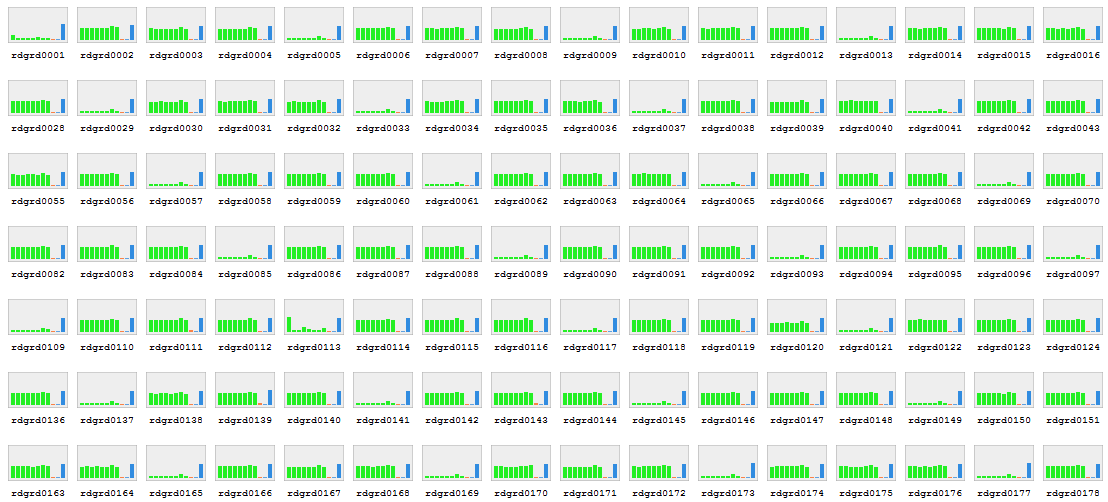 rdgrd0001 rdgrd0002 rdgrd0003 rdgrd0004 rdgrd0005 rdgrd0006 rdgrd0007 rdgrd0008 rdgrd0009 rdgrd0010 rdgrd0011 rdgrd0012 rdgrd0013 rdgrd0014 rdgrd0015 rdgrd0016
rdgrd0028 rdgrd0029 rdgrd0030 rdgrd0031 rdgrd0032 rdgrd0033 rdgrd0034 rdgrd0035 rdgrd0036 rdgrd0037 rdgrd0038 rdgrd0039 rdgrd0040 rdgrd0041 rdgrd0042 rdgrd0043
rdgrd0055 rdgrd0056 rdgrd0057 rdgrd0058 rdgrd0059 rdgrd0060 rdgrd0061 rdgrd0062 rdgrd0063 rdgrd0064 rdgrd0065 rdgrd0066 rdgrd0067 rdgrd0068 rdgrd0069 rdgrd0070
rdgrd0082 rdgrd0083 rdgrd0084 rdgrd0085 rdgrd0086 rdgrd0087 rdgrd0088 rdgrd0089 rdgrd0090 rdgrd0091 rdgrd0092 rdgrd0093 rdgrd0094 rdgrd0095 rdgrd0096 rdgrd0097
rdgrd0109 rdgrd0110 rdgrd0111 rdgrd0112 rdgrd0113 rdgrd0114 rdgrd0115 rdgrd0116 rdgrd0117 rdgrd0118 rdgrd0119 rdgrd0120 rdgrd0121 rdgrd0122 rdgrd0123 rdgrd0124
rdgrd0136 rdgrd0137 rdgrd0138 rdgrd0139 rdgrd0140 rdgrd0141 rdgrd0142 rdgrd0143 rdgrd0144 rdgrd0145 rdgrd0146 rdgrd0147 rdgrd0148 rdgrd0149 rdgrd0150 rdgrd0151
rdgrd0163 rdgrd0164 rdgrd0165 rdgrd0166 rdgrd0167 rdgrd0168 rdgrd0169 rdgrd0170 rdgrd0171 rdgrd0172 rdgrd0173 rdgrd0174 rdgrd0175 rdgrd0176 rdgrd0177 rdgrd0178